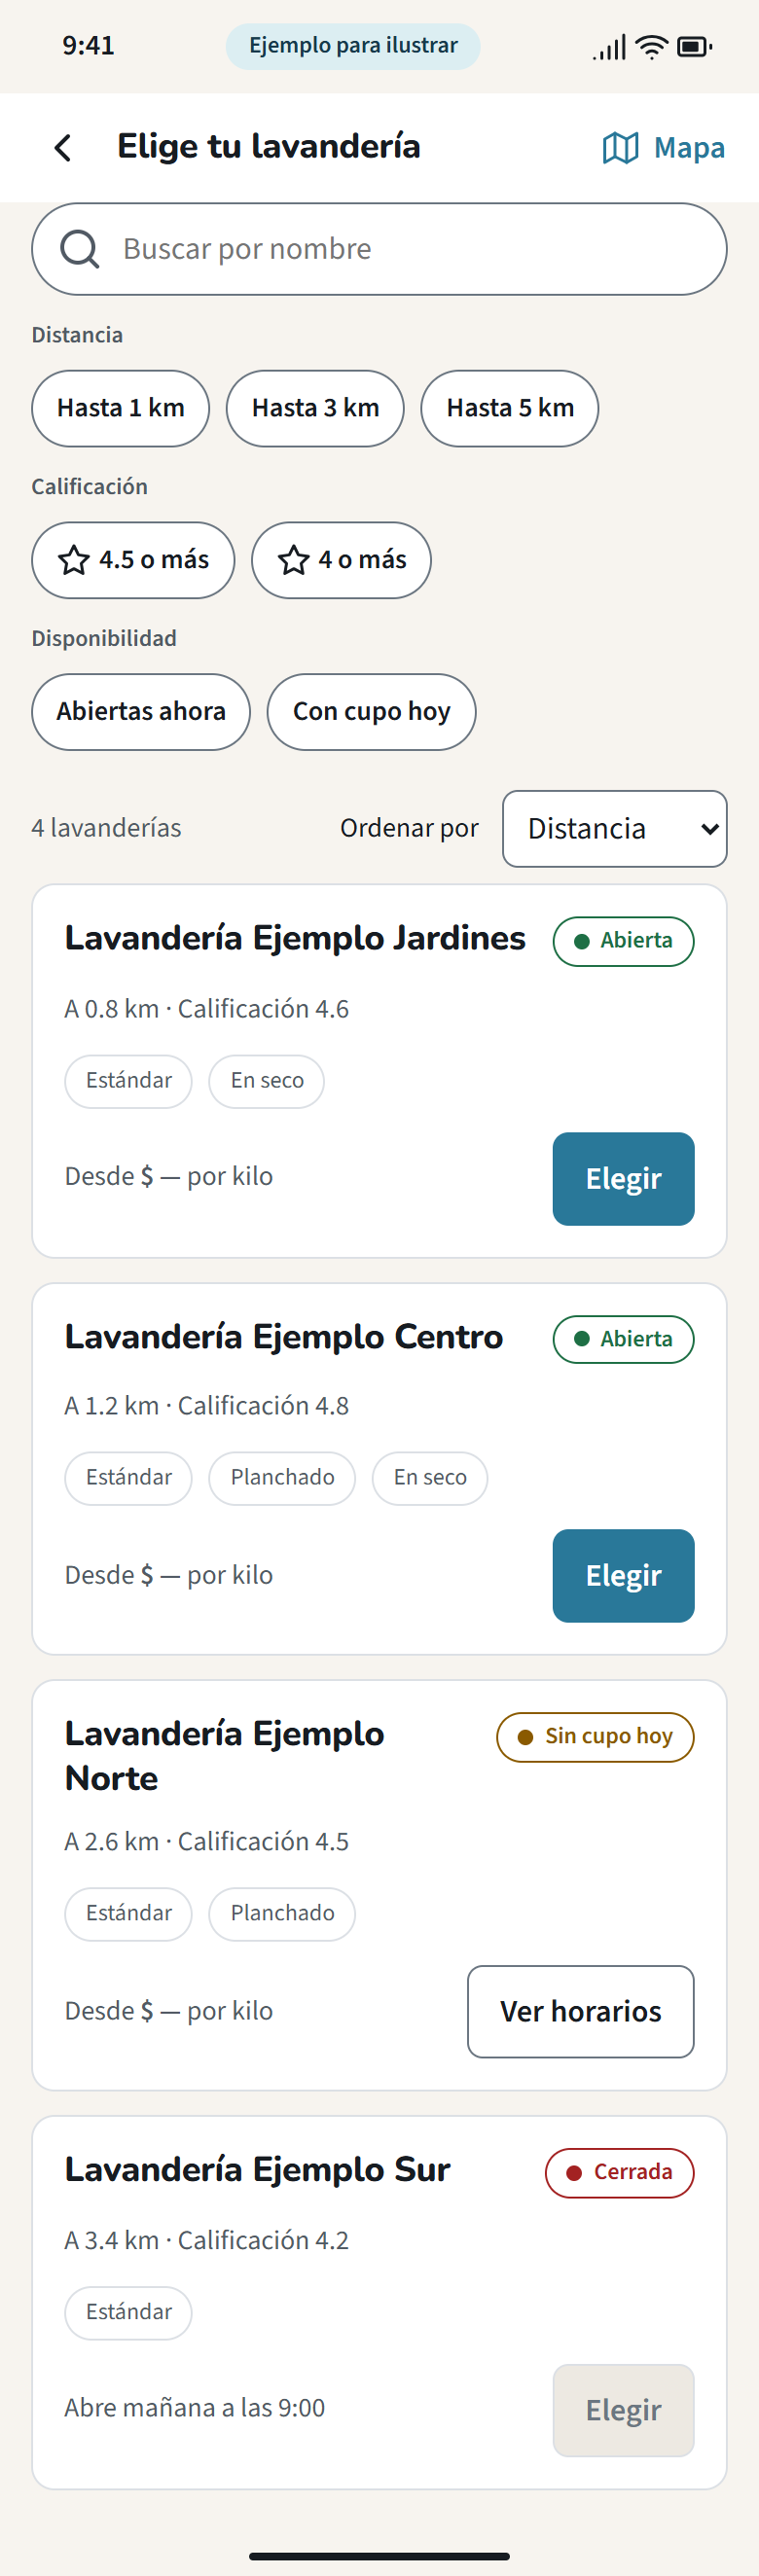 9:41
Ejemplo para ilustrar
Elige tu lavandería
Mapa
Buscar por nombre
Distancia
Hasta 1 km
Hasta 3 km
Hasta 5 km
Calificación
4.5 o más
4 o más
Disponibilidad
Abiertas ahora
Con cupo hoy
4 lavanderías
Ordenar por
Distancia
Lavandería Ejemplo Jardines
Abierta
A 0.8 km · Calificación 4.6
Estándar
En seco
Desde $ — por kilo
Elegir
Lavandería Ejemplo Centro
Abierta
A 1.2 km · Calificación 4.8
Estándar
Planchado
En seco
Desde $ — por kilo
Elegir
Lavandería Ejemplo
Norte
Sin cupo hoy
A 2.6 km · Calificación 4.5
Estándar
Planchado
Desde $ — por kilo
Ver horarios
Lavandería Ejemplo Sur
Cerrada
A 3.4 km · Calificación 4.2
Estándar
Abre mañana a las 9:00
Elegir